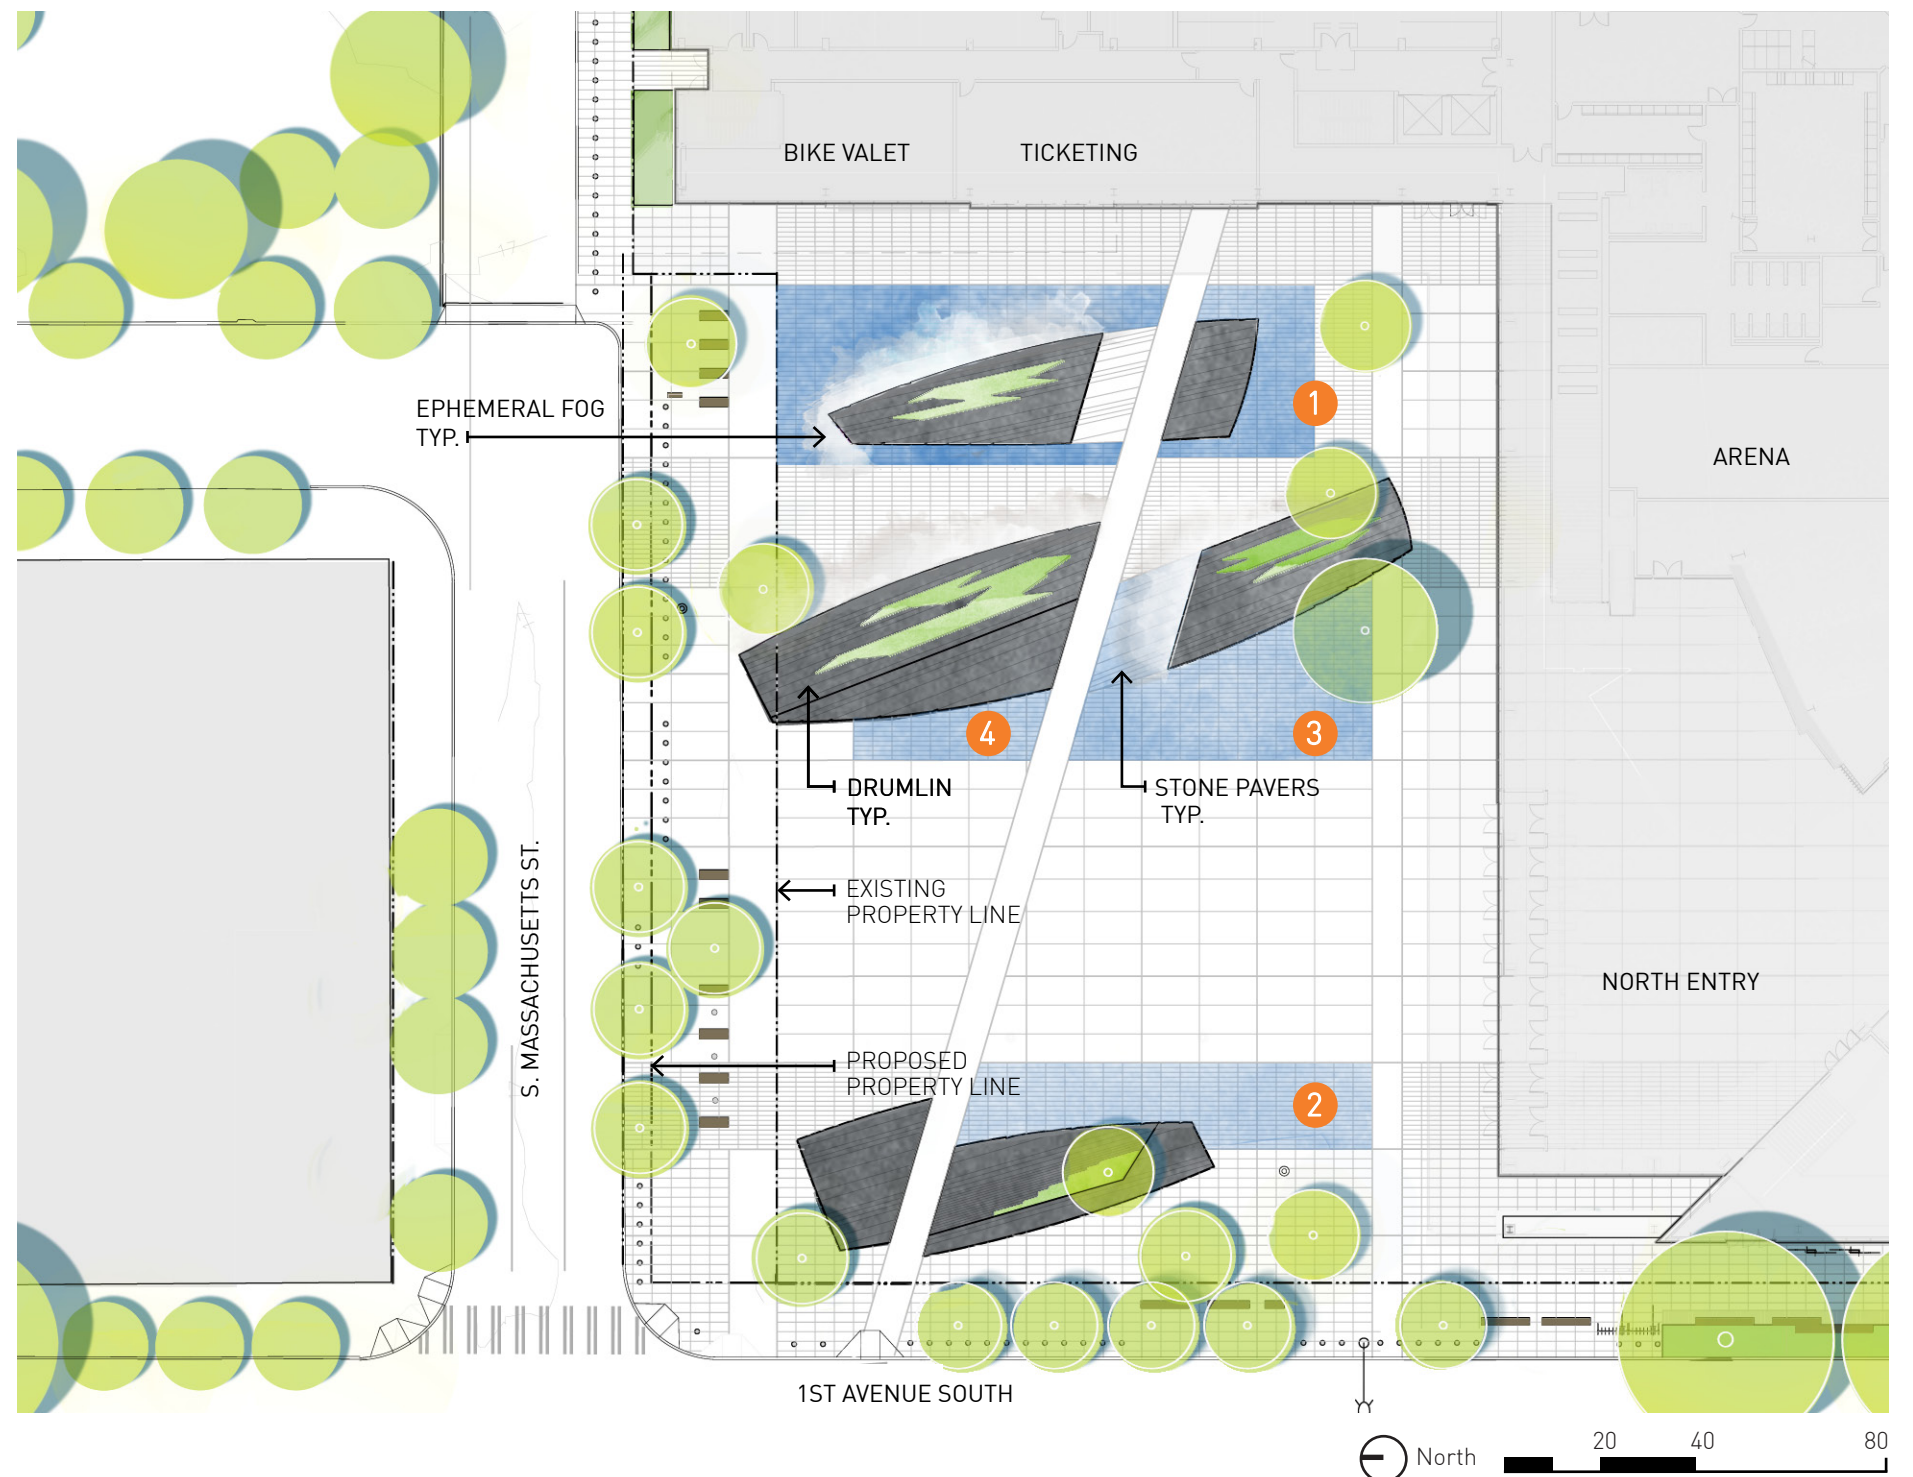 BIKE VALET
TICKETING
EPHEMERAL FOG
TYP.
1
ARENA
4
3
DRUMLIN
TYP.
STONE PAVERS
TYP.
S. MASSACHUSETTS ST.
EXISTING
PROPERTY LINE
NORTH ENTRY
PROPOSED
PROPERTY LINE
2
1ST AVENUE SOUTH
North
20
40
80